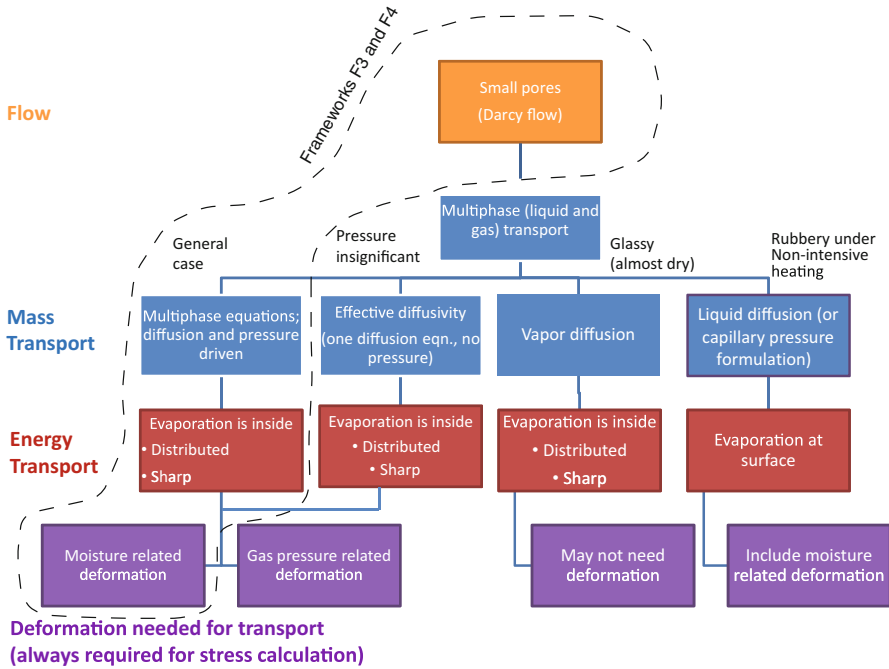 Frameworks F3 and F4
Flow
Small pores
(Darcy flow)
Multiphase (liquid and
gas) transport
General
case
Pressure
insignificant
Glassy
(almost dry)
Rubbery under
Non-intensive
heating
Mass
Transport
Multiphase equations;
diffusion and pressure
driven
Effective diffusivity
(one diffusion eqn., no
pressure)
Vapor diffusion
Liquid diffusion (or
capillary pressure
formulation)
Energy
Transport
Evaporation is inside
• Distributed
• Sharp
Evaporation is inside
• Distributed
• Sharp
Evaporation is inside
• Distributed
• Sharp
Evaporation at
surface
Moisture related
deformation
Gas pressure related
deformation
May not need
deformation
Include moisture
related deformation
Deformation needed for transport
(always required for stress calculation)